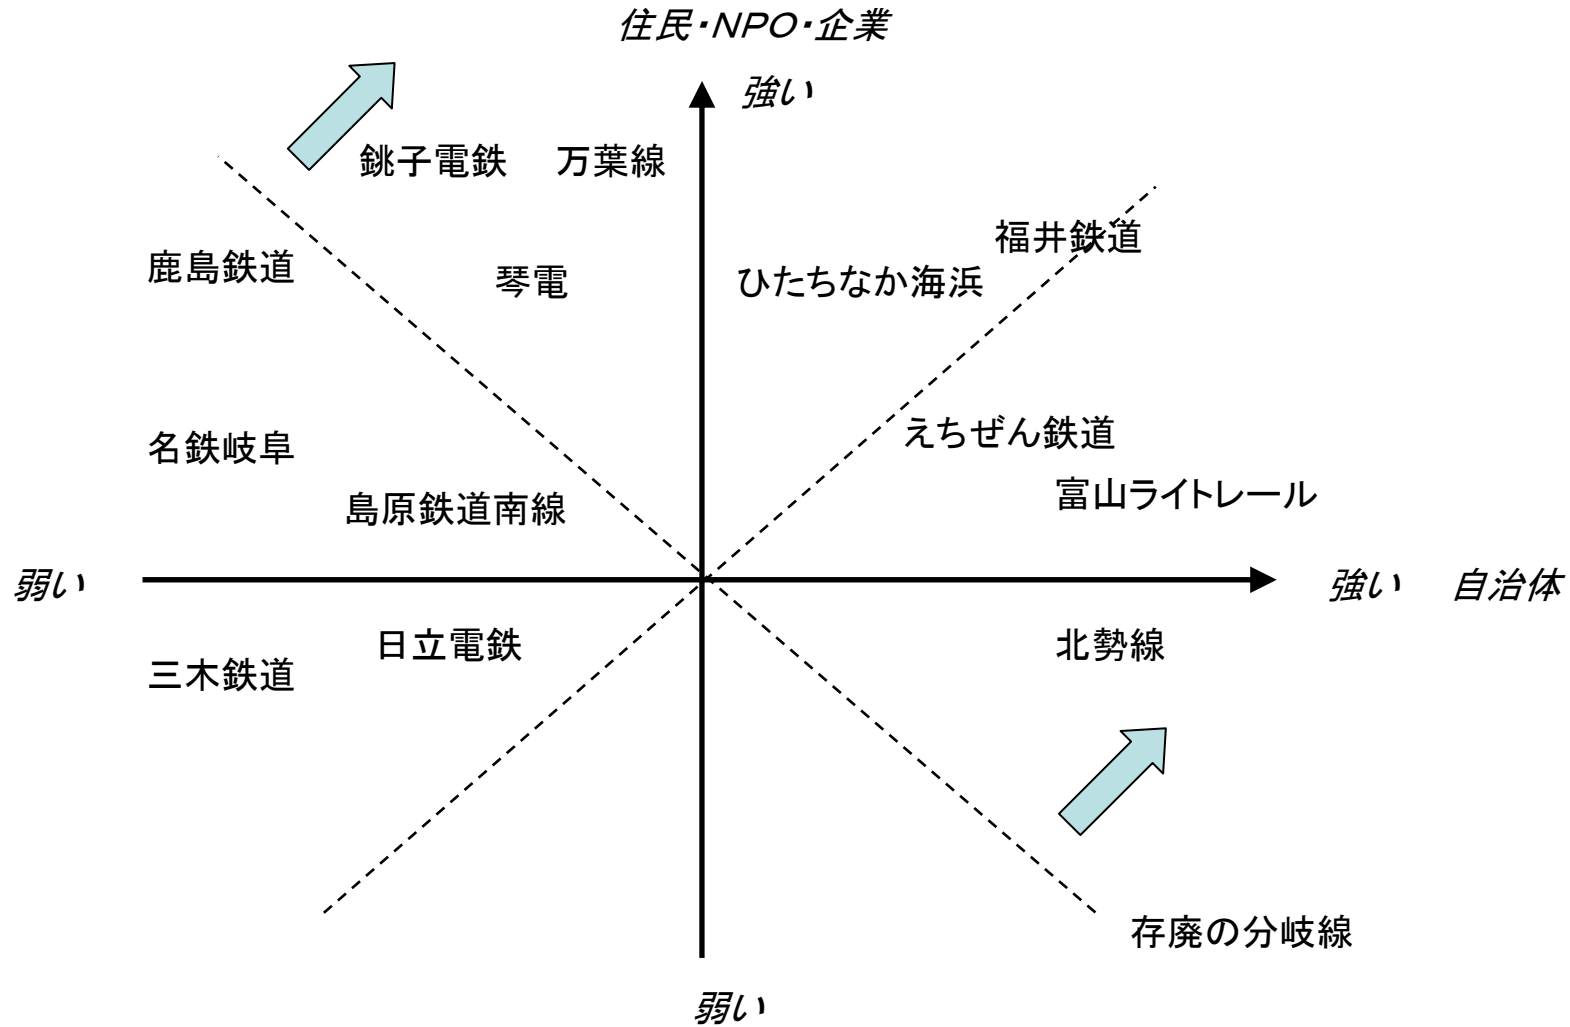 住民・NPO・企業
強い
銚子電鉄 万葉線
福井鉄道
鹿島鉄道
琴電
ひたちなか海浜
えちぜん鉄道
名鉄岐阜
富山ライトレール
島原鉄道南線
弱い
強い 自治体
日立電鉄
北勢線
三木鉄道
存廃の分岐線
弱い